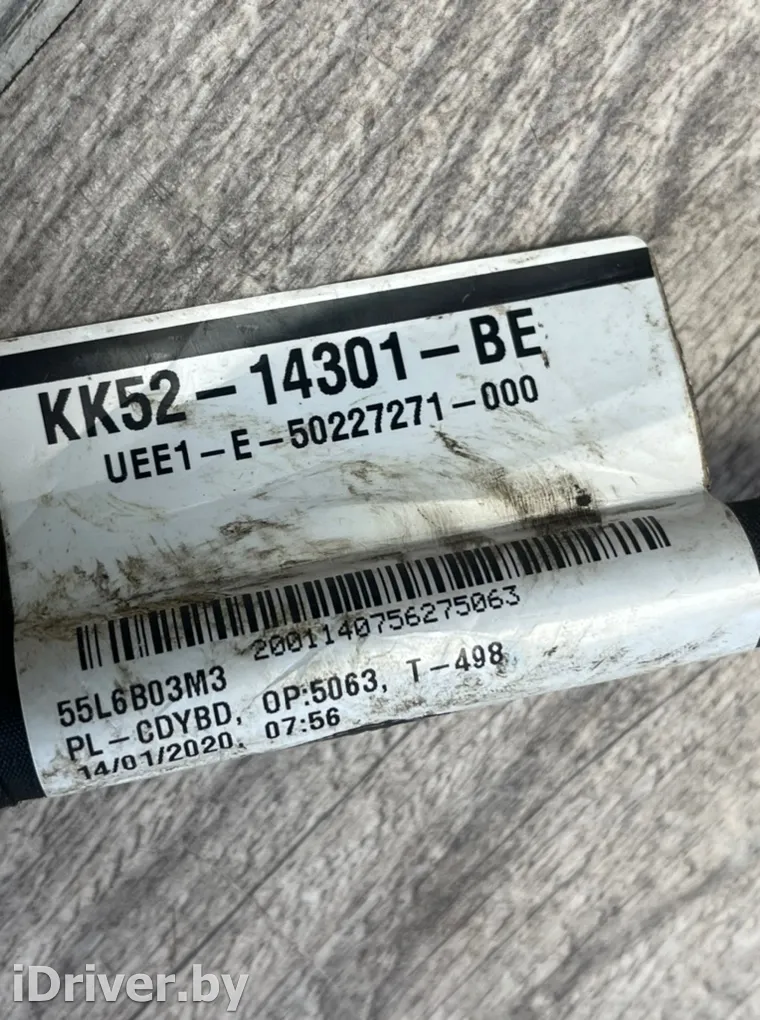 KK52-14301-BE
UEE1-E-50227271-000
2001140756275063
55L6B03M3
PL-CDYBD, OP:5063, T-498
14/01/2020, 07:56
iDriver.by